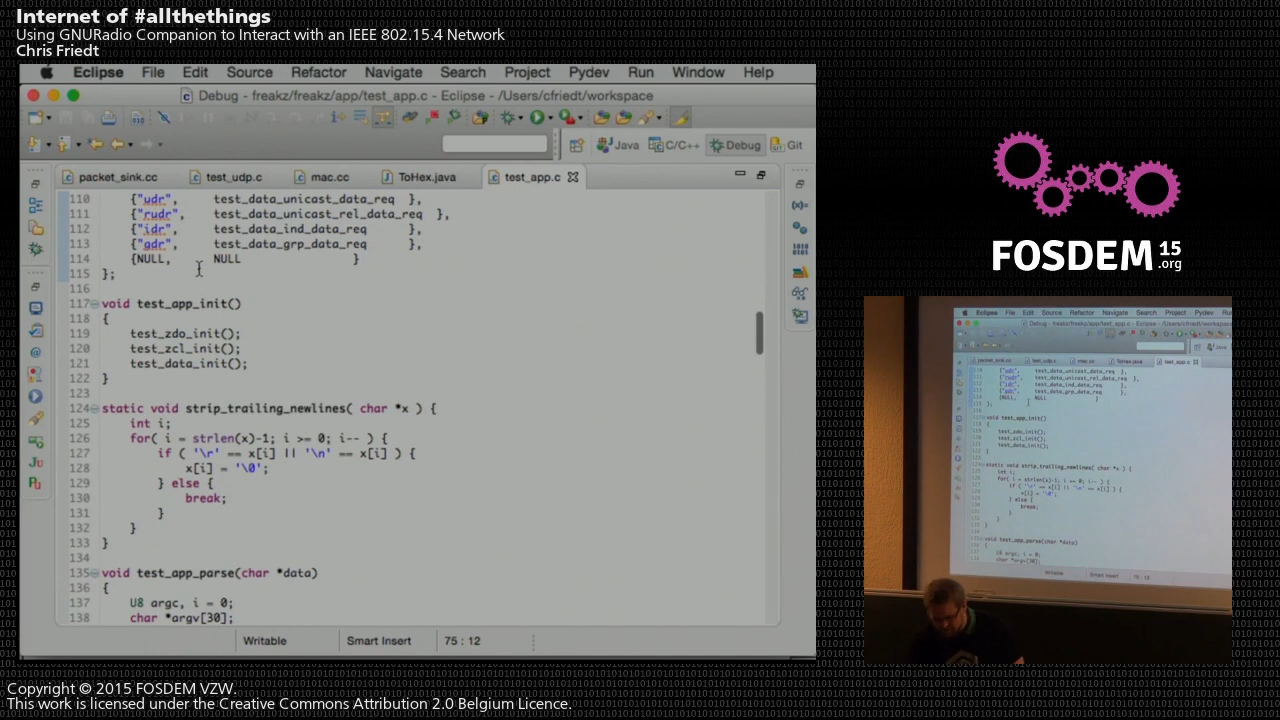 Internet of #allthethings
Using GNURadio Companion to Interact with an IEEE 802.15.4 Network
Chris Friedt
Eclipse File Edit Source Refactor Navigate Search Project Pydev Run Window Help
Debug - freakz/freakz/app/test_app.c - Eclipse - /Users/cfriedt/workspace
Java C/C++ Debug Git
packet_sink.cc test_udp.c mac.cc ToHex.java test_app.c
110 {"udr", test_data_unicast_data_req },
111 {"rudr", test_data_unicast_rel_data_req },
112 {"idr", test_data_ind_data_req },
113 {"gdr", test_data_grp_data_req },
114 {NULL, NULL }
115 };
116
117 void test_app_init()
118 {
119 test_zdo_init();
120 test_zcl_init();
121 test_data_init();
122 }
123
124 static void strip_trailing_newlines( char *x ) {
125 int i;
126 for( i = strlen(x)-1; i >= 0; i-- ) {
127 if ( '\r' == x[i] || '\n' == x[i] ) {
128 x[i] = '\0';
129 } else {
130 break;
131 }
132 }
133 }
134
135 void test_app_parse(char *data)
136 {
137 U8 argc, i = 0;
138 char *argv[30];
Writable Smart Insert 75 : 12
FOSDEM 15 .org
Copyright © 2015 FOSDEM VZW.
This work is licensed under the Creative Commons Attribution 2.0 Belgium Licence.